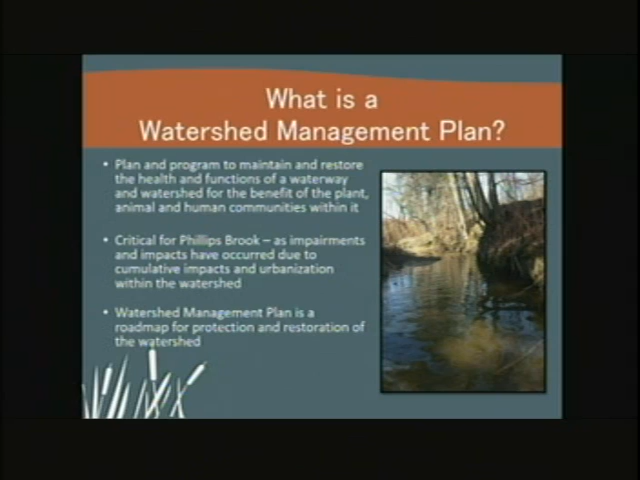 What is a
Watershed Management Plan?
• Plan and program to maintain and restore
the health and functions of a waterway
and watershed for the benefit of the plant,
animal and human communities within it
• Critical for Phillips Brook – as impairments
and impacts have occurred due to
cumulative impacts and urbanization
within the watershed
• Watershed Management Plan is a
roadmap for protection and restoration of
the watershed